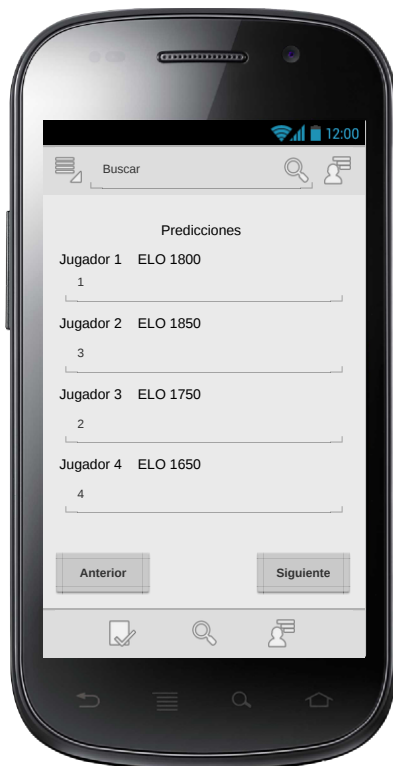 12:00
Buscar
Predicciones
Jugador 1 ELO 1800
1
Jugador 2 ELO 1850
3
Jugador 3 ELO 1750
2
Jugador 4 ELO 1650
4
Anterior Siguiente